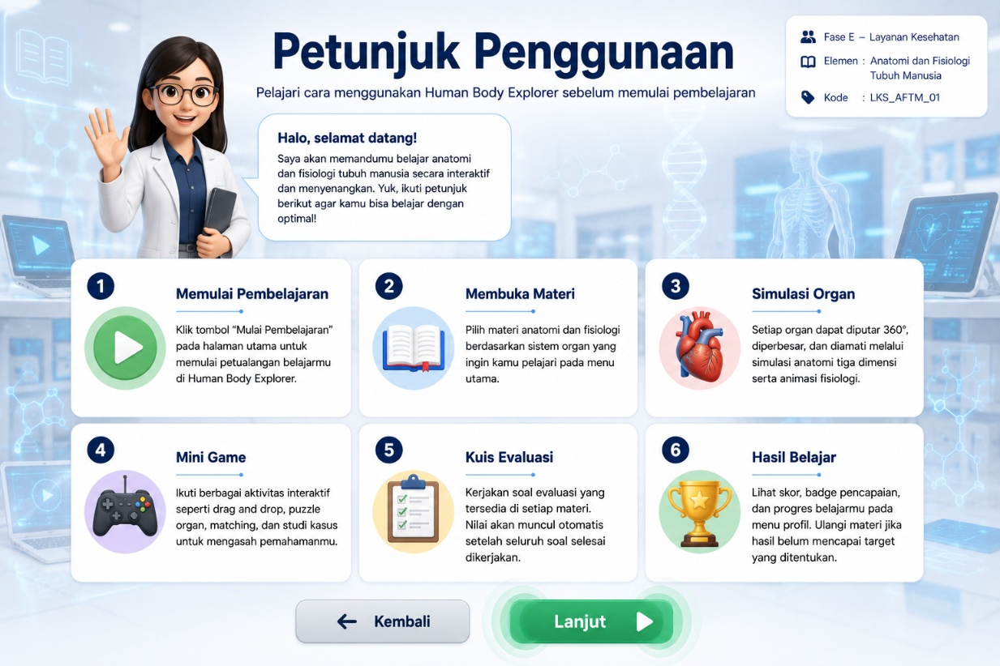 Petunjuk Penggunaan
Pelajari cara menggunakan Human Body Explorer sebelum memulai pembelajaran
Fase E – Layanan Kesehatan
Elemen : Anatomi dan Fisiologi
Tubuh Manusia
Kode : LKS_AFTM_01
Halo, selamat datang!
Saya akan memandumu belajar anatomi
dan fisiologi tubuh manusia secara interaktif
dan menyenangkan. Yuk, ikuti petunjuk
berikut agar kamu bisa belajar dengan
optimal!
1
Memulai Pembelajaran
Klik tombol “Mulai Pembelajaran”
pada halaman utama untuk
memulai petualangan belajarmu
di Human Body Explorer.
2
Membuka Materi
Pilih materi anatomi dan fisiologi
berdasarkan sistem organ yang
ingin kamu pelajari pada menu
utama.
3
Simulasi Organ
Setiap organ dapat diputar 360°,
diperbesar, dan diamati melalui
simulasi anatomi tiga dimensi
serta animasi fisiologi.
4
Mini Game
Ikuti berbagai aktivitas interaktif
seperti drag and drop, puzzle
organ, matching, dan studi kasus
untuk mengasah pemahamanmu.
5
Kuis Evaluasi
Kerjakan soal evaluasi yang
tersedia di setiap materi.
Nilai akan muncul otomatis
setelah seluruh soal selesai
dikerjakan.
6
Hasil Belajar
Lihat skor, badge pencapaian,
dan progres belajarmu pada
menu profil. Ulangi materi jika
hasil belum mencapai target
yang ditentukan.
Kembali
Lanjut